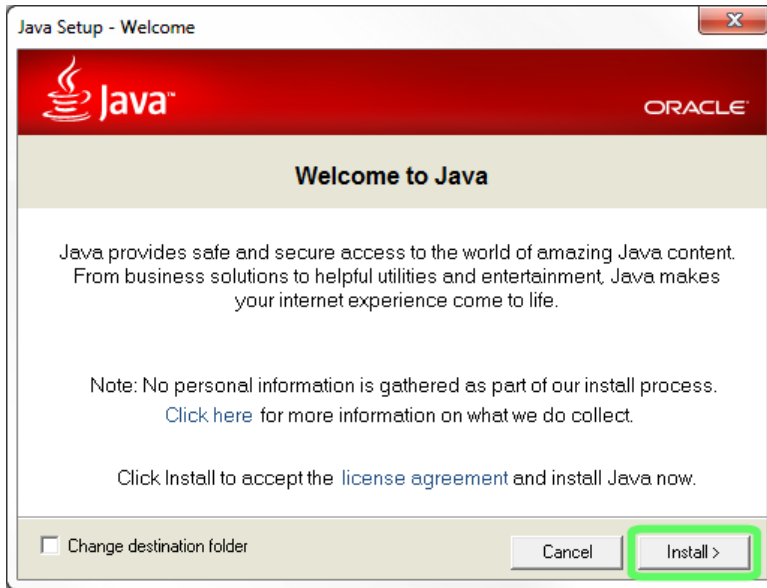 Java Setup - Welcome
Java™
ORACLE®
Welcome to Java
Java provides safe and secure access to the world of amazing Java content.
From business solutions to helpful utilities and entertainment, Java makes
your internet experience come to life.
Note: No personal information is gathered as part of our install process.
Click here for more information on what we do collect.
Click Install to accept the license agreement and install Java now.
Change destination folder
Cancel
Install >